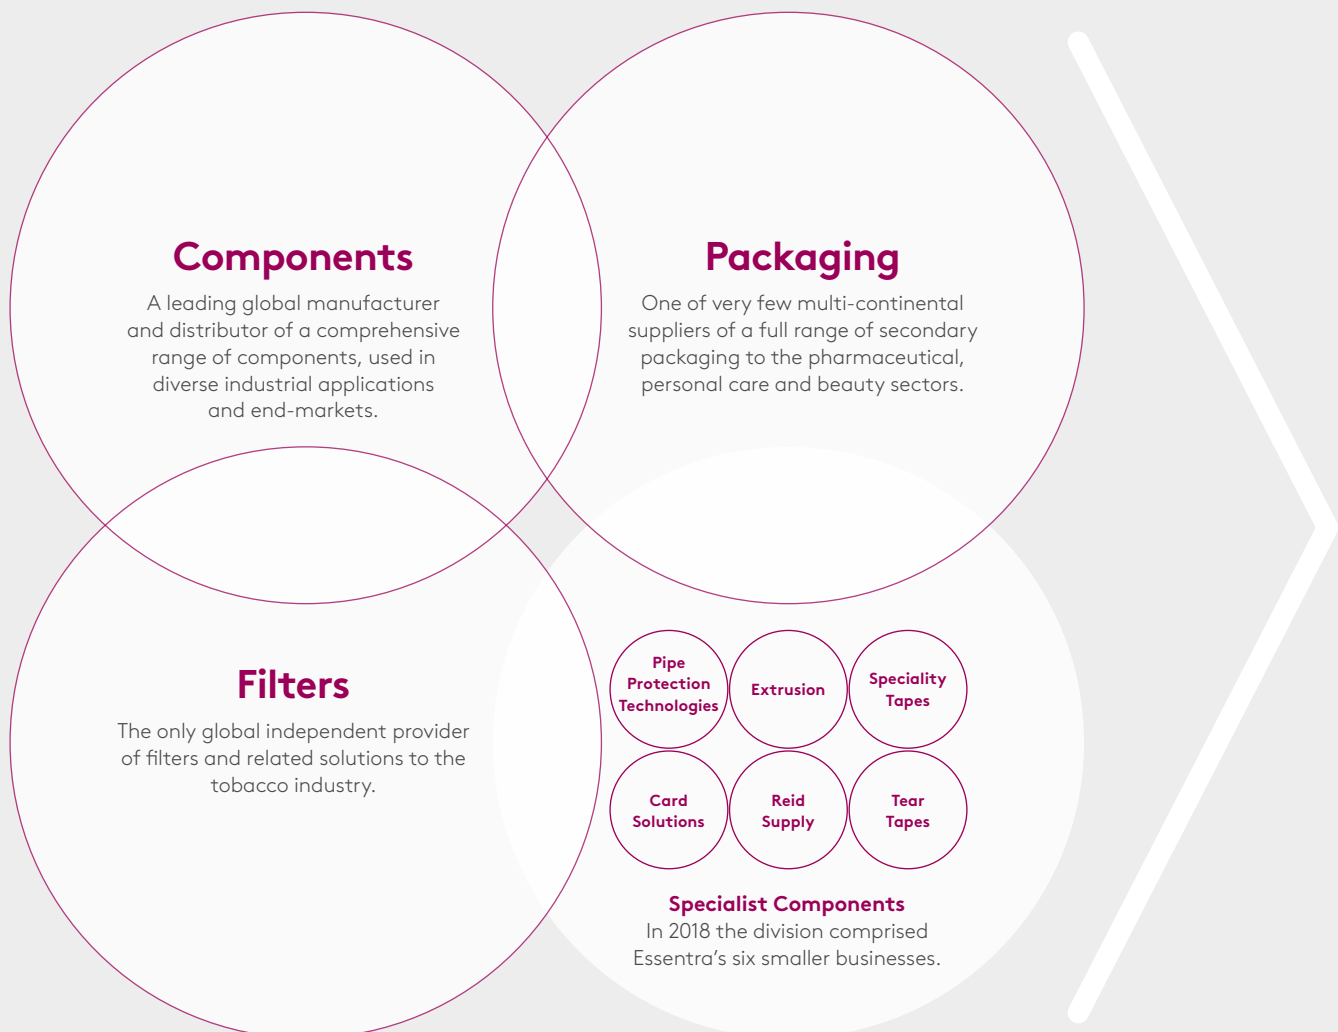 Components
A leading global manufacturer
and distributor of a comprehensive
range of components, used in
diverse industrial applications
and end-markets.
Packaging
One of very few multi-continental
suppliers of a full range of secondary
packaging to the pharmaceutical,
personal care and beauty sectors.
Filters
The only global independent provider
of filters and related solutions to the
tobacco industry.
Pipe
Protection
Technologies
Extrusion
Speciality
Tapes
Card
Solutions
Reid
Supply
Tear
Tapes
Specialist Components
In 2018 the division comprised
Essentra’s six smaller businesses.